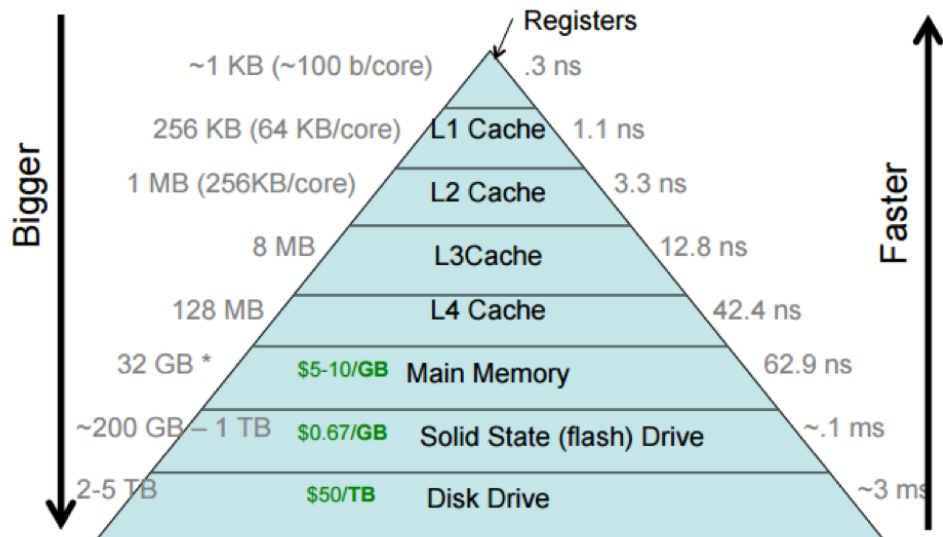 Registers
~1 KB (~100 b/core) .3 ns
256 KB (64 KB/core) L1 Cache 1.1 ns
1 MB (256KB/core) L2 Cache 3.3 ns
Bigger
Faster
8 MB L3Cache 12.8 ns
128 MB L4 Cache 42.4 ns
32 GB * $5-10/GB Main Memory 62.9 ns
~200 GB – 1 TB $0.67/GB Solid State (flash) Drive ~.1 ms
2-5 TB $50/TB Disk Drive ~3 ms